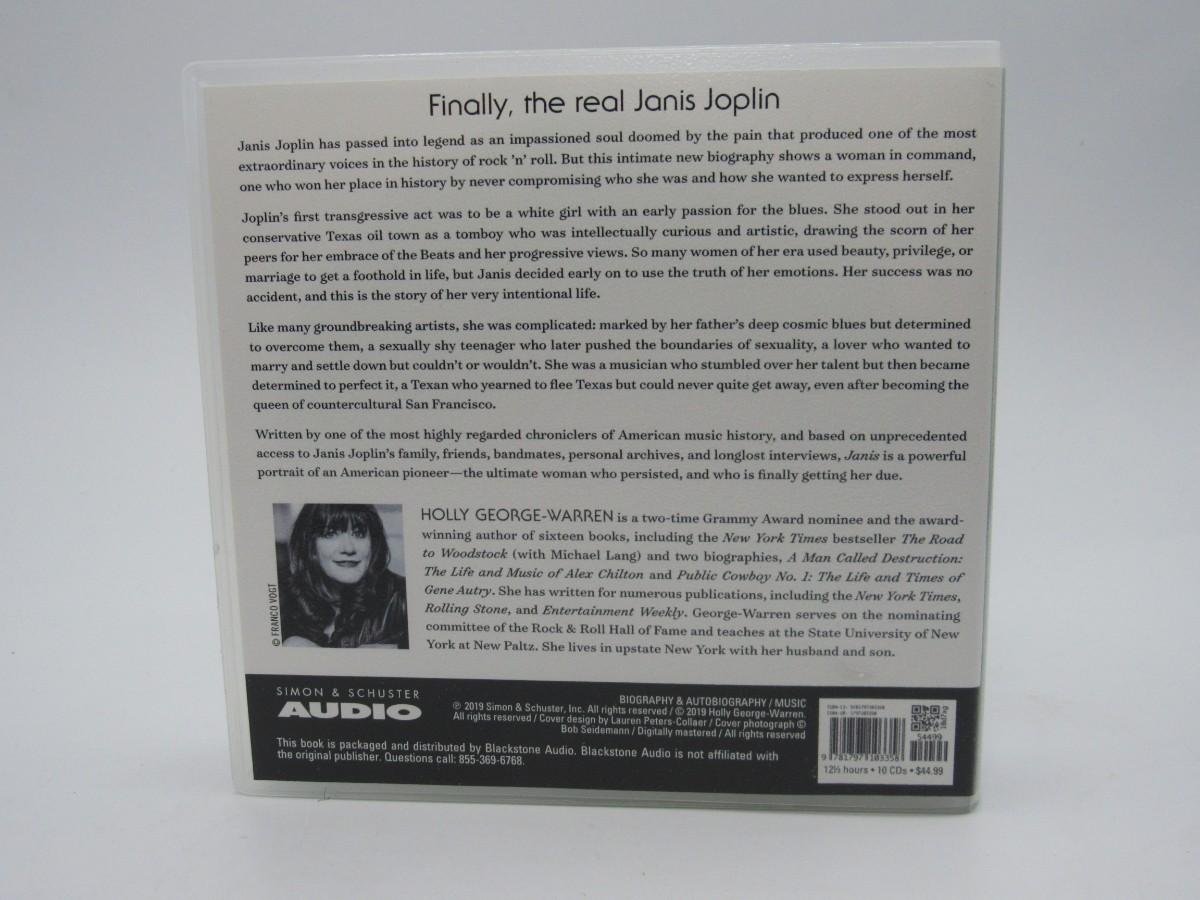 Finally, the real Janis Joplin
Janis Joplin has passed into legend as an impassioned soul doomed by the pain that produced one of the most
extraordinary voices in the history of rock ’n’ roll. But this intimate new biography shows a woman in command,
one who won her place in history by never compromising who she was and how she wanted to express herself.
Joplin’s first transgressive act was to be a white girl with an early passion for the blues. She stood out in her
conservative Texas oil town as a tomboy who was intellectually curious and artistic, drawing the scorn of her
peers for her embrace of the Beats and her progressive views. So many women of her era used beauty, privilege, or
marriage to get a foothold in life, but Janis decided early on to use the truth of her emotions. Her success was no
accident, and this is the story of her very intentional life.
Like many groundbreaking artists, she was complicated: marked by her father’s deep cosmic blues but determined
to overcome them, a sexually shy teenager who later pushed the boundaries of sexuality, a lover who wanted to
marry and settle down but couldn’t or wouldn’t. She was a musician who stumbled over her talent but then became
determined to perfect it, a Texan who yearned to flee Texas but could never quite get away, even after becoming the
queen of countercultural San Francisco.
Written by one of the most highly regarded chroniclers of American music history, and based on unprecedented
access to Janis Joplin’s family, friends, bandmates, personal archives, and longlost interviews, Janis is a powerful
portrait of an American pioneer—the ultimate woman who persisted, and who is finally getting her due.
© FRANCO VOGT
HOLLY GEORGE-WARREN is a two-time Grammy Award nominee and the award-
winning author of sixteen books, including the New York Times bestseller The Road
to Woodstock (with Michael Lang) and two biographies, A Man Called Destruction:
The Life and Music of Alex Chilton and Public Cowboy No. 1: The Life and Times of
Gene Autry. She has written for numerous publications, including the New York Times,
Rolling Stone, and Entertainment Weekly. George-Warren serves on the nominating
committee of the Rock & Roll Hall of Fame and teaches at the State University of New
York at New Paltz. She lives in upstate New York with her husband and son.
SIMON & SCHUSTER
AUDIO
BIOGRAPHY & AUTOBIOGRAPHY / MUSIC
℗ 2019 Simon & Schuster, Inc. All rights reserved / © 2019 Holly George-Warren.
All rights reserved / Cover design by Lauren Peters-Collaer / Cover photograph ©
Bob Seidemann / Digitally mastered / All rights reserved
This book is packaged and distributed by Blackstone Audio. Blackstone Audio is not affiliated with
the original publisher. Questions call: 855-369-6768.
54499
9 781797 103358
12½ hours • 10 CDs • $44.99